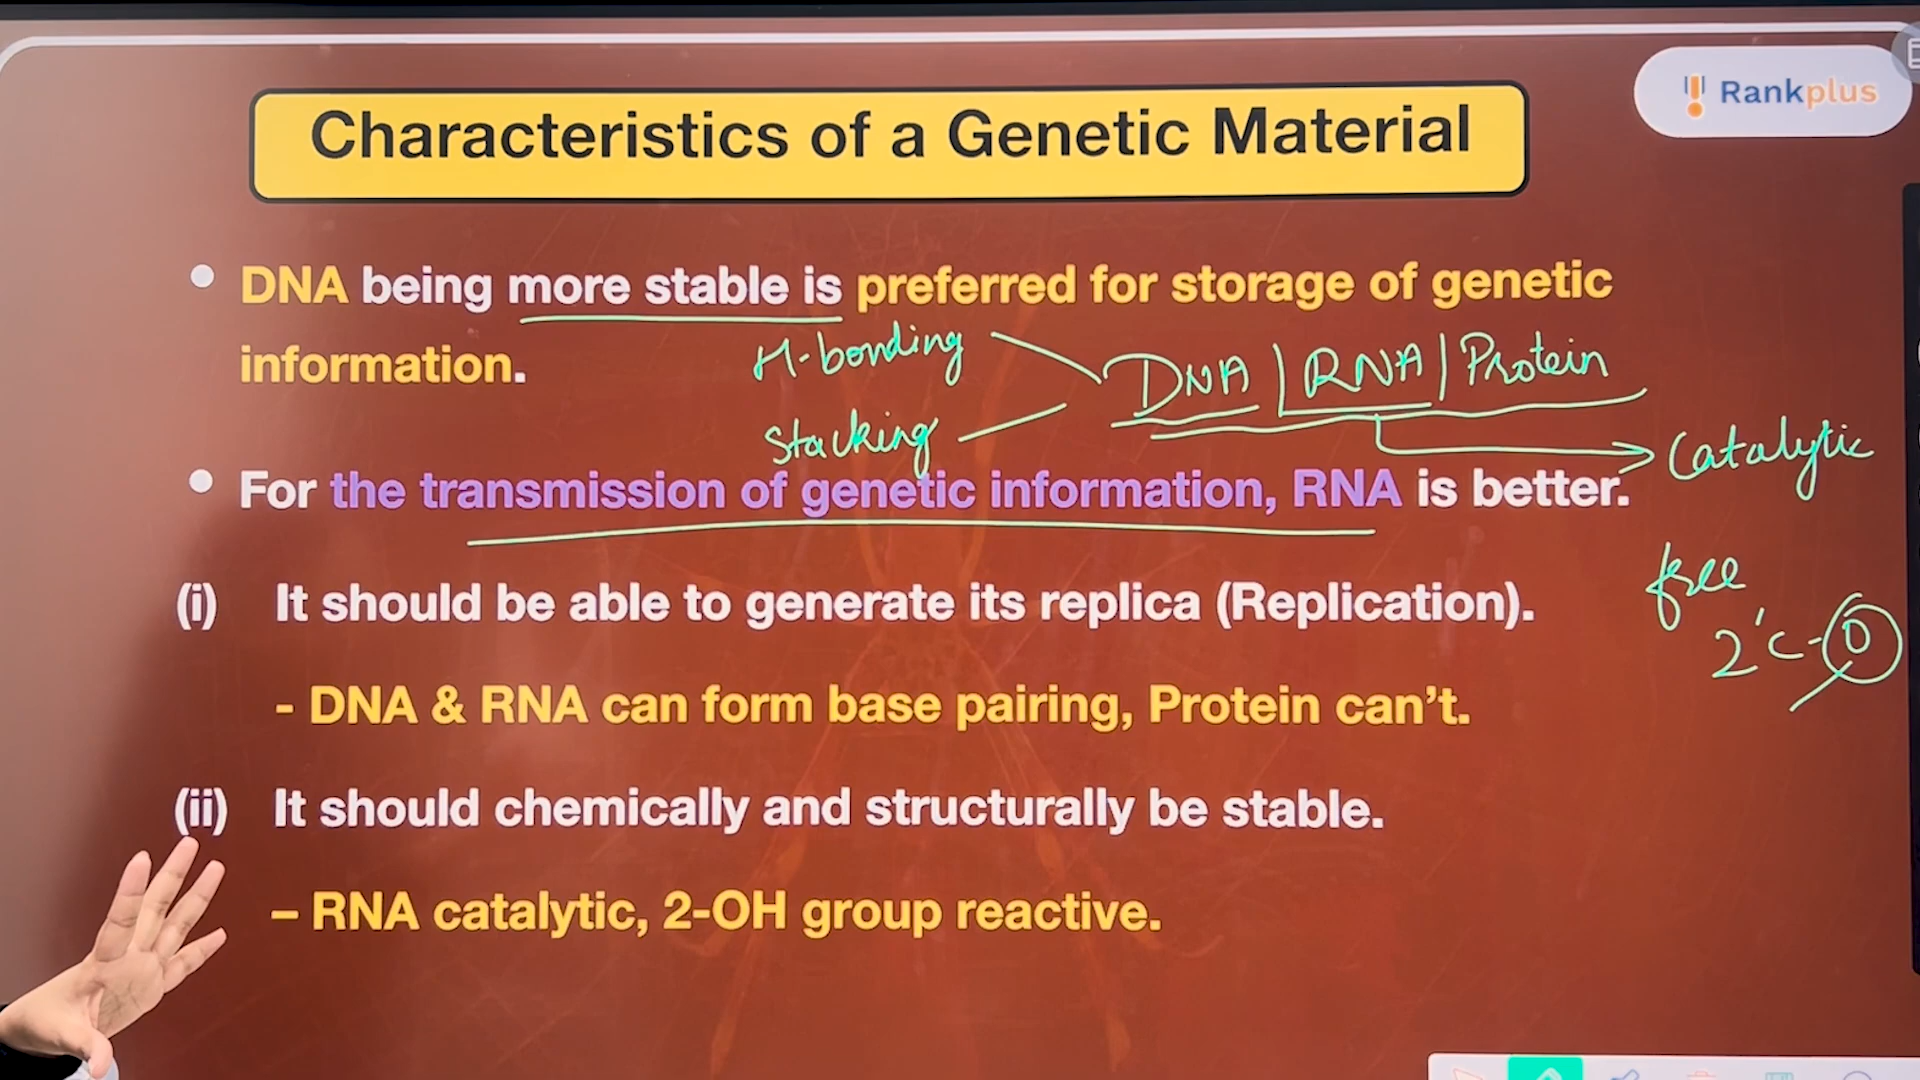 Rankplus
Characteristics of a Genetic Material
• DNA being more stable is preferred for storage of genetic
information.
H-bonding
DNA | RNA | Protein
Stacking
Catalytic
• For the transmission of genetic information, RNA is better.
free
2'C-O
(i) It should be able to generate its replica (Replication).
- DNA & RNA can form base pairing, Protein can't.
(ii) It should chemically and structurally be stable.
– RNA catalytic, 2-OH group reactive.